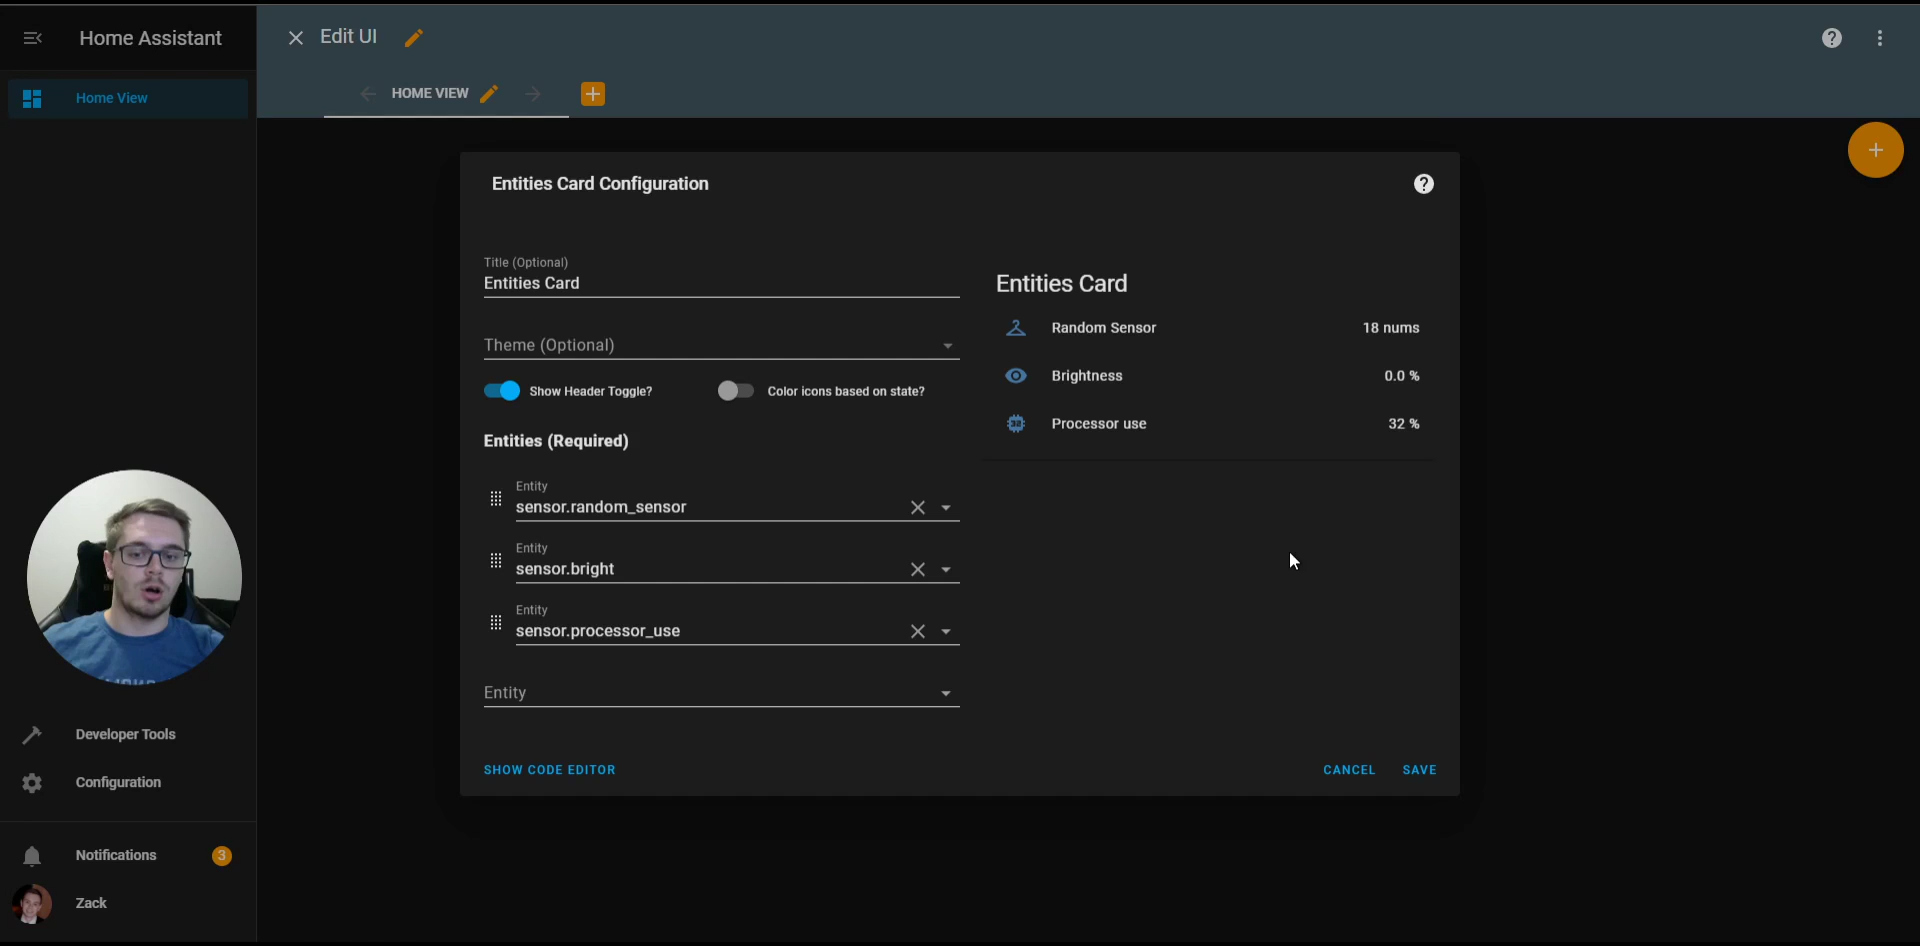 Home Assistant
Edit UI
Home View
HOME VIEW
Entities Card Configuration
Title (Optional)
Entities Card
Theme (Optional)
Show Header Toggle?
Color icons based on state?
Entities (Required)
Entity
sensor.random_sensor
Entity
sensor.bright
Entity
sensor.processor_use
Entity
SHOW CODE EDITOR
Entities Card
Random Sensor 18 nums
Brightness 0.0 %
Processor use 32 %
CANCEL SAVE
Developer Tools
Configuration
Notifications 3
Zack